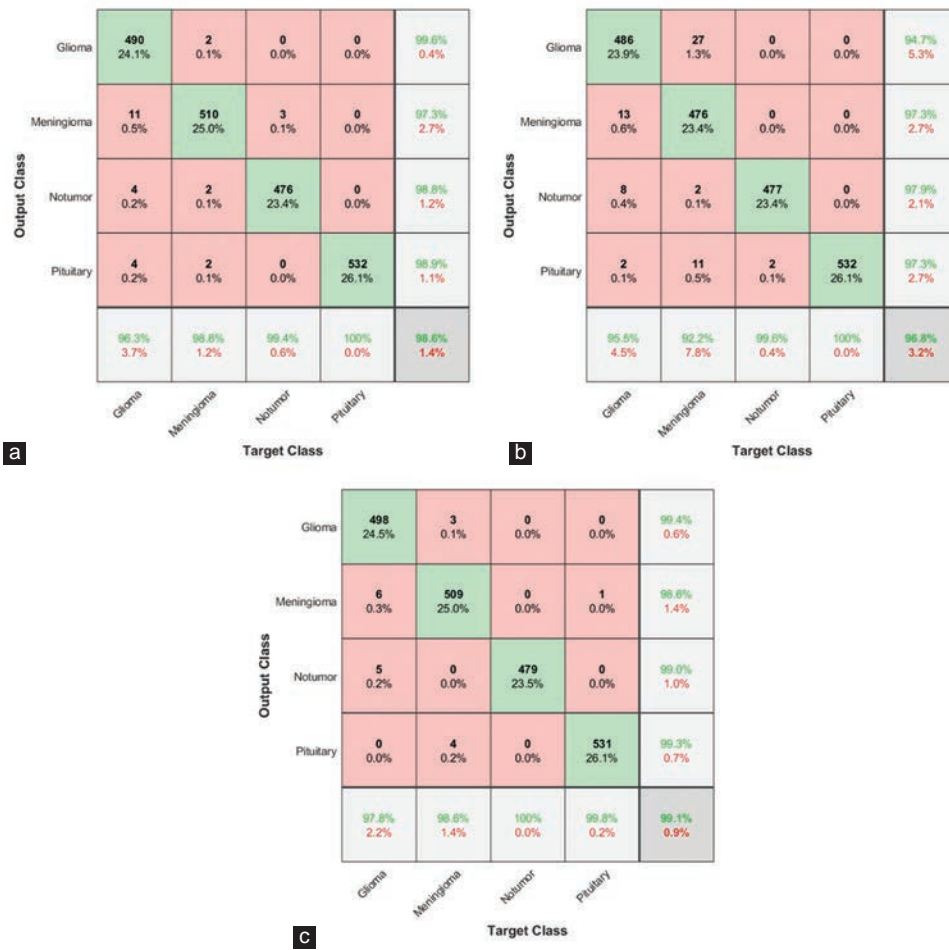 Glioma 490 2 0 0 99.6%
24.1% 0.1% 0.0% 0.0% 0.4%
Meningioma 11 510 3 0 97.3%
0.5% 25.0% 0.1% 0.0% 2.7%
Notumor 4 2 476 0 98.8%
0.2% 0.1% 23.4% 0.0% 1.2%
Pituitary 4 2 0 532 98.9%
0.2% 0.1% 0.0% 26.1% 1.1%
96.3% 98.8% 99.4% 100% 98.6%
3.7% 1.2% 0.6% 0.0% 1.4%
Glioma Meningioma Notumor Pituitary
Output Class
Target Class
a
Glioma 486 27 0 0 94.7%
23.9% 1.3% 0.0% 0.0% 5.3%
Meningioma 13 476 0 0 97.3%
0.6% 23.4% 0.0% 0.0% 2.7%
Notumor 8 2 477 0 97.9%
0.4% 0.1% 23.4% 0.0% 2.1%
Pituitary 2 11 2 532 97.3%
0.1% 0.5% 0.1% 26.1% 2.7%
95.5% 92.2% 99.6% 100% 96.8%
4.5% 7.8% 0.4% 0.0% 3.2%
Glioma Meningioma Notumor Pituitary
Output Class
Target Class
b
Glioma 498 3 0 0 99.4%
24.5% 0.1% 0.0% 0.0% 0.6%
Meningioma 6 509 0 1 98.6%
0.3% 25.0% 0.0% 0.0% 1.4%
Notumor 5 0 479 0 99.0%
0.2% 0.0% 23.5% 0.0% 1.0%
Pituitary 0 4 0 531 99.3%
0.0% 0.2% 0.0% 26.1% 0.7%
97.8% 98.6% 100% 99.8% 99.1%
2.2% 1.4% 0.0% 0.2% 0.9%
Glioma Meningioma Notumor Pituitary
Output Class
Target Class
c